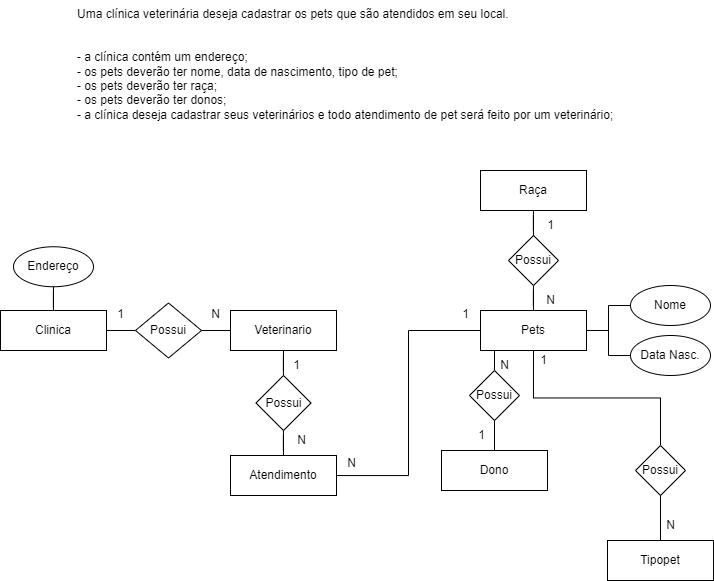 Uma clínica veterinária deseja cadastrar os pets que são atendidos em seu local.
- a clínica contém um endereço;
- os pets deverão ter nome, data de nascimento, tipo de pet;
- os pets deverão ter raça;
- os pets deverão ter donos;
- a clínica deseja cadastrar seus veterinários e todo atendimento de pet será feito por um veterinário;
Raça
1
Possui
N
Endereço
Clinica
1
Possui
N
Veterinario
1
Pets
Nome
Data Nasc.
1
Possui
N
Atendimento
N
N
Possui
1
Dono
1
Possui
N
Tipopet